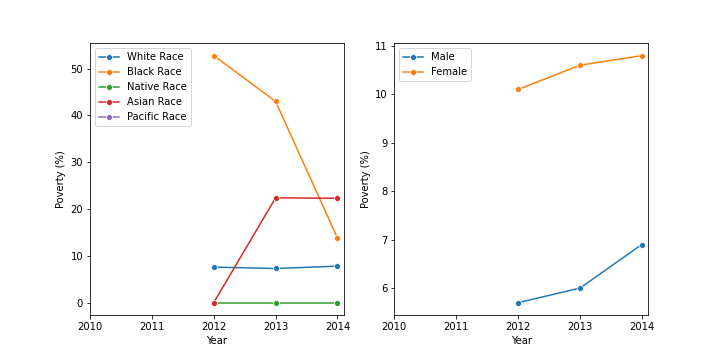 White Race
Black Race
Native Race
Asian Race
Pacific Race
50
40
30
20
10
0
Poverty (%)
2010 2011 2012 2013 2014
Year
Male
Female
11
10
9
8
7
6
Poverty (%)
2010 2011 2012 2013 2014
Year